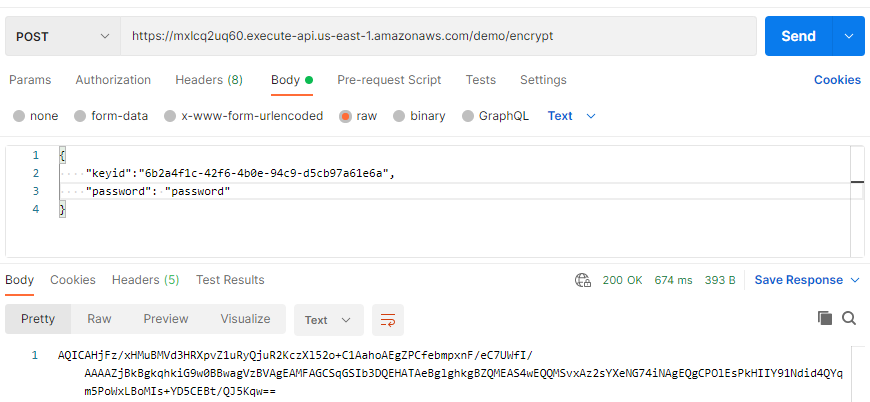 POST https://mxlcq2uq60.execute-api.us-east-1.amazonaws.com/demo/encrypt Send
Params Authorization Headers (8) Body Pre-request Script Tests Settings Cookies
none form-data x-www-form-urlencoded raw binary GraphQL Text
1 {
2 "keyid":"6b2a4f1c-42f6-4b0e-94c9-d5cb97a61e6a",
3 "password": "password"
4 }
Body Cookies Headers (5) Test Results 200 OK 674 ms 393 B Save Response
Pretty Raw Preview Visualize Text
1 AQICAHjFz/xHMuBMVd3HRXpvZ1uRyQjuR2KczXl52o+C1AahoAEgZPCfebmpxnF/eC7UWfI/
AAAAZjBkBgkqhkiG9w0BBwagVzBVAgEAMFAGCSqGSIb3DQEHATAeBglghkgBZQMEAS4wEQQMSvxAz2sYXeNG74iNAgEQgCPOlEsPkHIIY91Ndid4QYq
m5PoWxLBoMIs+YD5CEBt/QJ5Kqw==